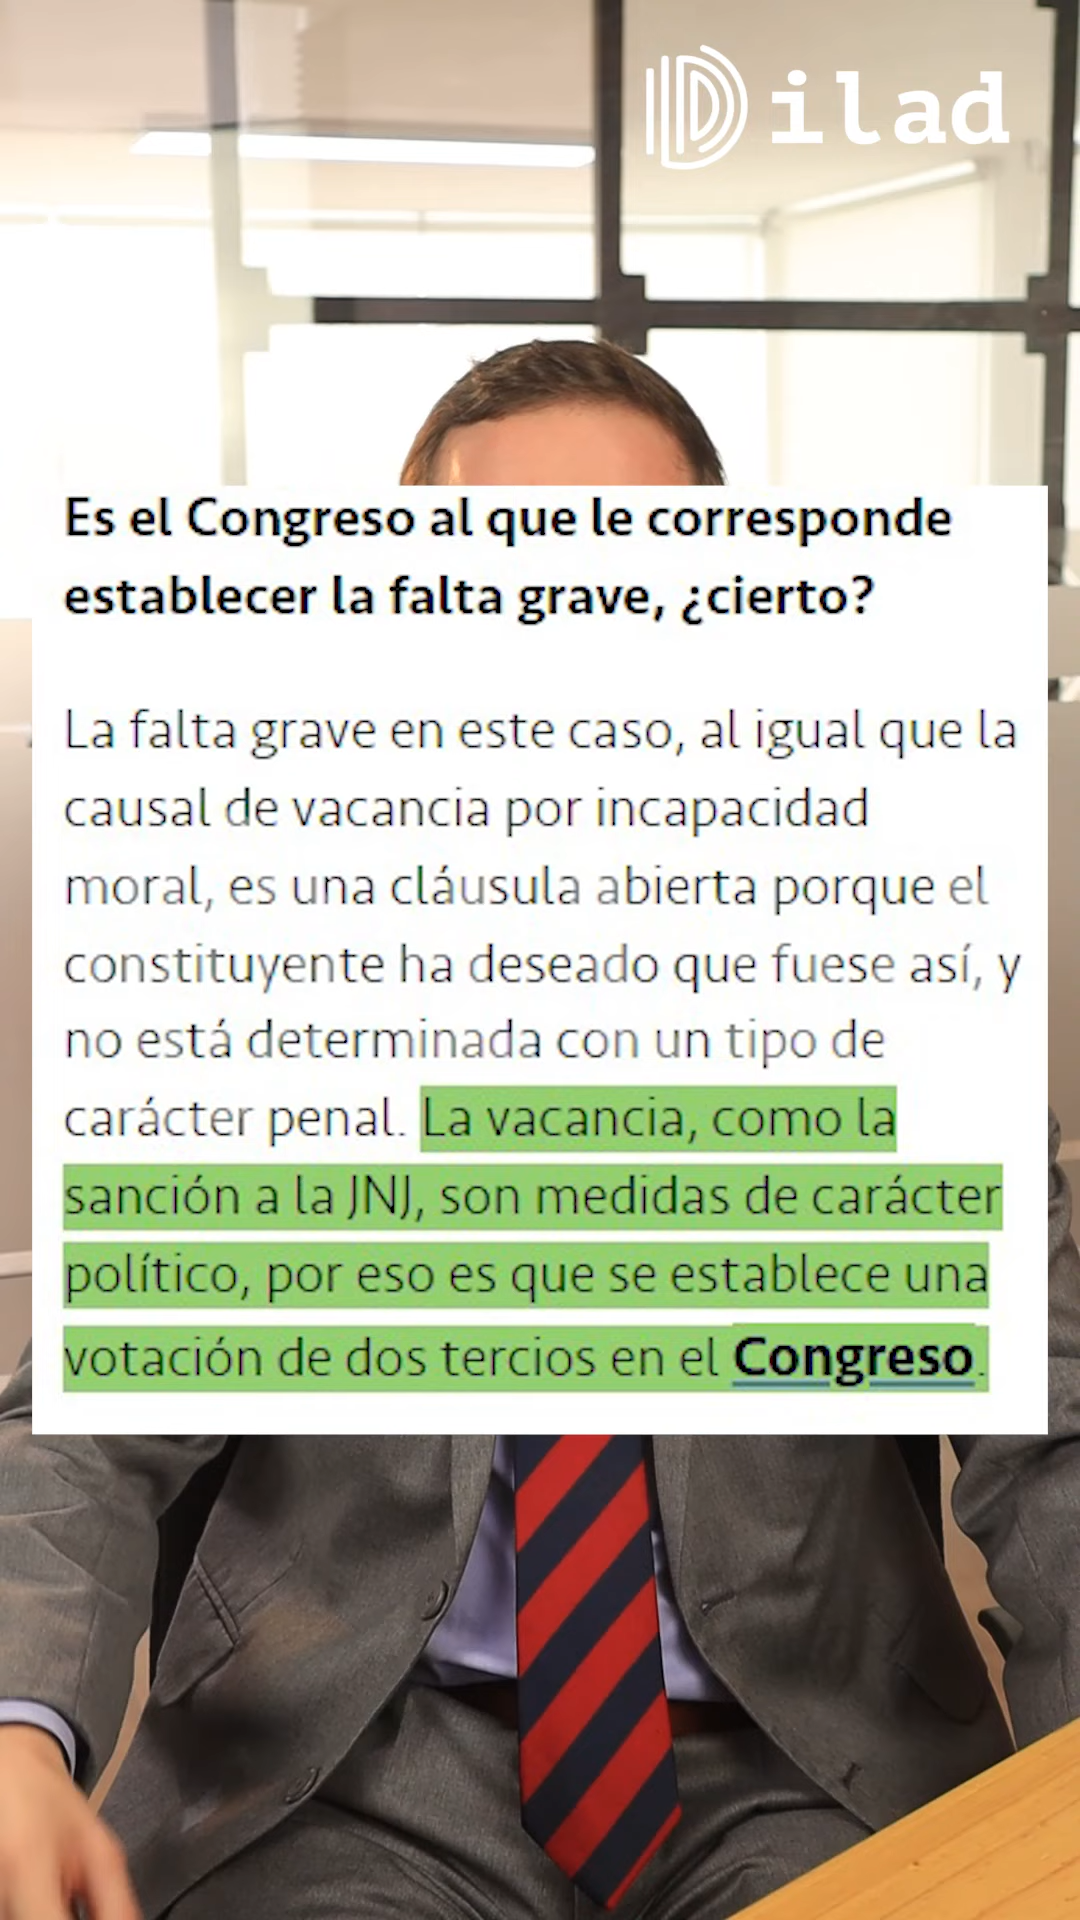 Dilad
Es el Congreso al que le corresponde
establecer la falta grave, ¿cierto?
La falta grave en este caso, al igual que la
causal de vacancia por incapacidad
moral, es una cláusula abierta porque el
constituyente ha deseado que fuese así, y
no está determinada con un tipo de
carácter penal. La vacancia, como la
sanción a la JNJ, son medidas de carácter
político, por eso es que se establece una
votación de dos tercios en el Congreso.